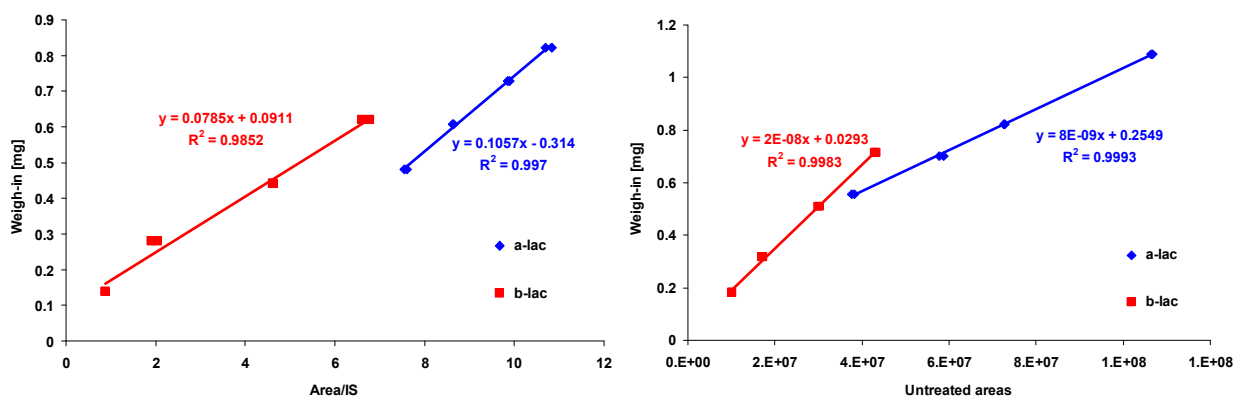 0.9
0.8
0.7
0.6
0.5
0.4
0.3
0.2
0.1
0
Weigh-in [mg]
y = 0.0785x + 0.0911
R² = 0.9852
y = 0.1057x - 0.314
R² = 0.997
a-lac
b-lac
0 2 4 6 8 10 12
Area/IS
1.2
1
0.8
0.6
0.4
0.2
0
Weigh-in [mg]
y = 2E-08x + 0.0293
R² = 0.9983
y = 8E-09x + 0.2549
R² = 0.9993
a-lac
b-lac
0.E+00 2.E+07 4.E+07 6.E+07 8.E+07 1.E+08 1.E+08
Untreated areas